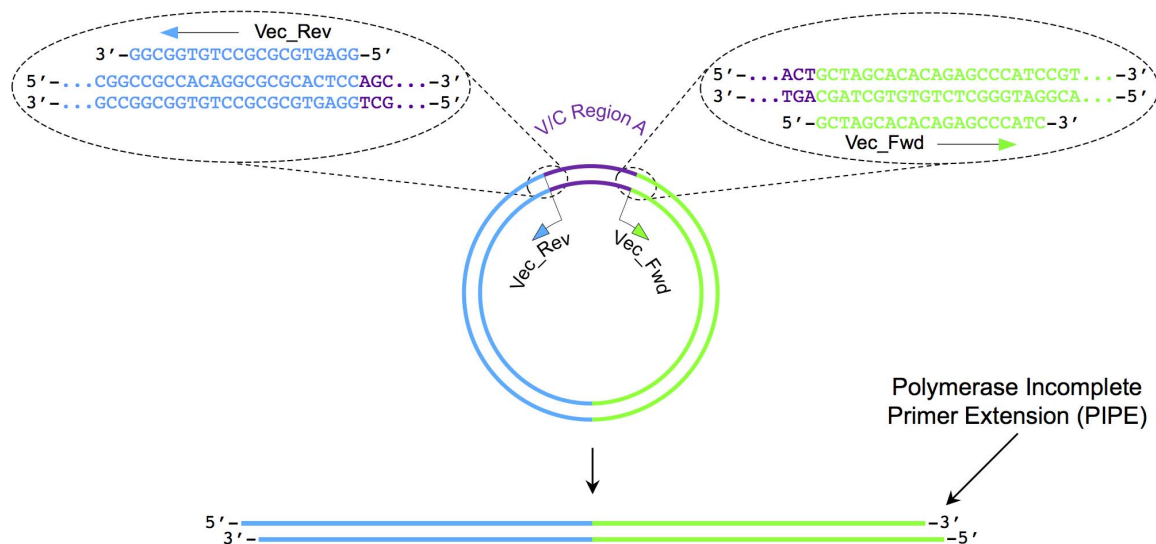 Vec_Rev
3’-GGCGGTGTCCGCGCGTGAGG-5’
5’-...CGGCCGCCACAGGCGCGCACTCCAGC...-3’
3’-...GCCGGCGGTGTCCGCGCGTGAGGTCG...-5’
5’-...ACTGCTAGCACACAGAGCCCATCCGT...-3’
3’-...TGACGATCGTGTGTCTCGGGTAGGCA...-5’
5’-GCTAGCACACAGAGCCCATC-3’
Vec_Fwd
V/C Region A
Vec_Rev
Vec_Fwd
Polymerase Incomplete
Primer Extension (PIPE)
5’- -3’
3’- -5’